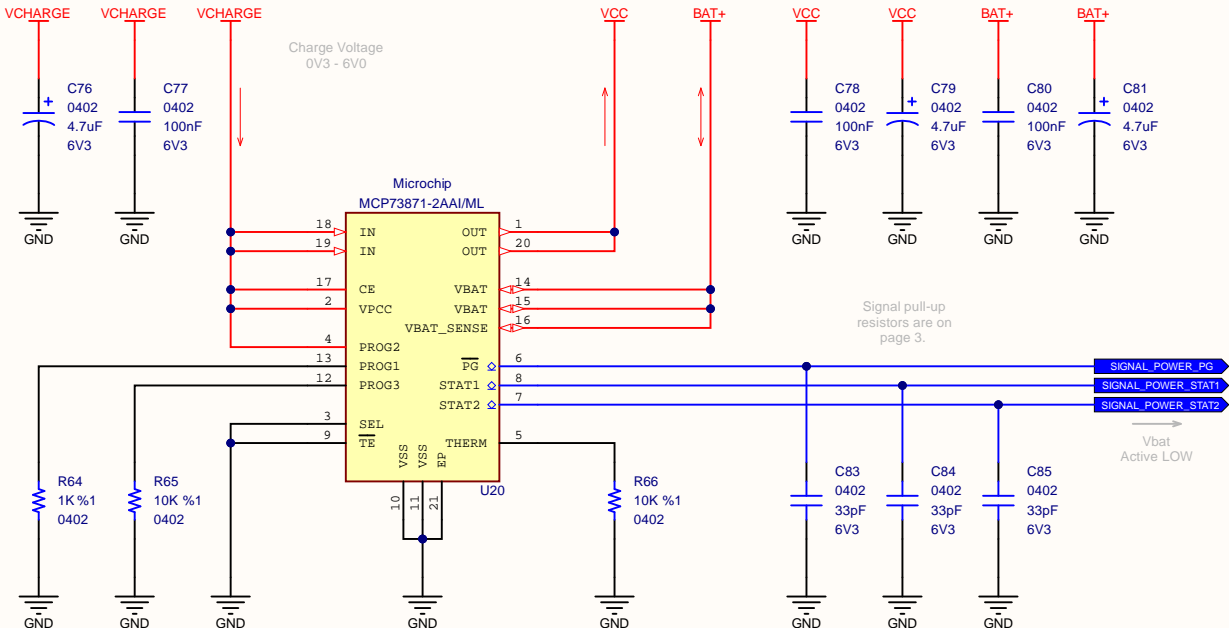 VCHARGE VCHARGE VCHARGE VCC BAT+ VCC VCC BAT+ BAT+
Charge Voltage
0V3 - 6V0
C76
0402
4.7uF
6V3
C77
0402
100nF
6V3
C78
0402
100nF
6V3
C79
0402
4.7uF
6V3
C80
0402
100nF
6V3
C81
0402
4.7uF
6V3
GND GND GND GND GND GND
Microchip
MCP73871-2AAI/ML
18 IN OUT 1
19 IN OUT 20
17 CE VBAT 14
2 VPCC VBAT 15
VBAT_SENSE 16
4 PROG2
13 PROG1 PG 6
12 PROG3 STAT1 8
STAT2 7
3 SEL
9 TE THERM 5
VSS VSS EP
10 11 21
U20
Signal pull-up
resistors are on
page 3.
SIGNAL_POWER_PG
SIGNAL_POWER_STAT1
SIGNAL_POWER_STAT2
Vbat
Active LOW
R64
1K %1
0402
R65
10K %1
0402
R66
10K %1
0402
C83
0402
33pF
6V3
C84
0402
33pF
6V3
C85
0402
33pF
6V3
GND GND GND GND GND GND GND GND